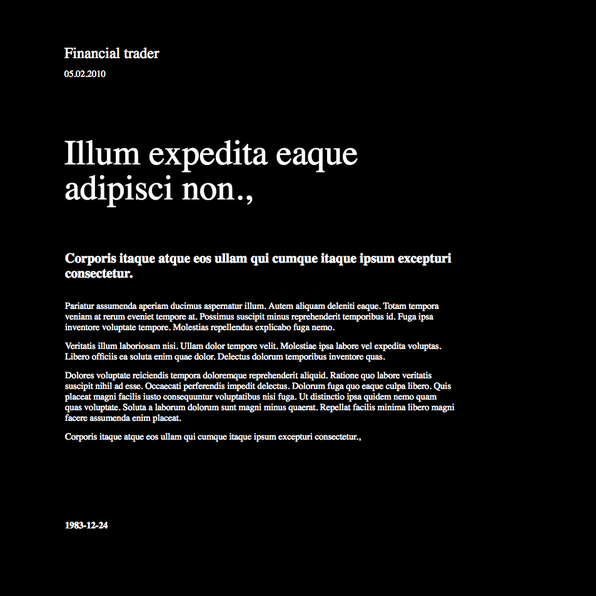 Financial trader
05.02.2010
Illum expedita eaque
adipisci non.,
Corporis itaque atque eos ullam qui cumque itaque ipsum excepturi
consectetur.
Pariatur assumenda aperiam ducimus aspernatur illum. Autem aliquam deleniti eaque. Totam tempora
veniam at rerum eveniet tempore at. Possimus suscipit minus reprehenderit temporibus id. Fuga ipsa
inventore voluptate tempore. Molestias repellendus explicabo fuga nemo.
Veritatis illum laboriosam nisi. Ullam dolor tempore velit. Molestiae ipsa labore vel expedita voluptas.
Libero officiis ea soluta enim quae dolor. Delectus dolorum temporibus inventore quas.
Dolores voluptate reiciendis tempora doloremque reprehenderit aliquid. Ratione quo labore veritatis
suscipit nihil ad esse. Occaecati perferendis impedit delectus. Dolorum fuga quo eaque culpa libero. Quis
placeat magni facilis iusto consequuntur voluptatibus nisi fuga. Ut distinctio ipsa quidem nemo quam
quas voluptate. Soluta a laborum dolorum sunt magni minus quaerat. Repellat facilis minima libero magni
facere assumenda enim placeat.
Corporis itaque atque eos ullam qui cumque itaque ipsum excepturi consectetur.,
1983-12-24